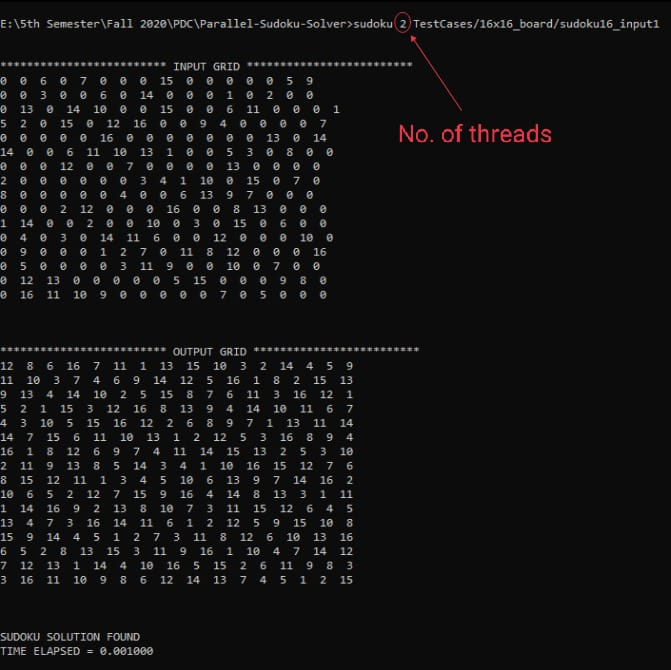 E:\5th Semester\Fall 2020\PDC\Parallel-Sudoku-Solver>sudoku 2 TestCases/16x16_board/sudoku16_input1
No. of threads
************************* INPUT GRID *************************
0 0 6 0 7 0 0 0 15 0 0 0 0 0 5 9
0 0 3 0 0 6 0 14 0 0 0 1 0 2 0 0
0 13 0 14 10 0 0 15 0 0 6 11 0 0 0 1
5 2 0 15 0 12 16 0 0 9 4 0 0 0 0 7
0 0 0 0 0 16 0 0 0 0 0 0 0 13 0 14
14 0 0 6 11 10 13 1 0 0 5 3 0 8 0 0
0 0 0 12 0 0 7 0 0 0 0 13 0 0 0 0
2 0 0 0 0 0 0 3 4 1 10 0 15 0 7 0
8 0 0 0 0 0 4 0 0 6 13 9 7 0 0 0
0 0 0 2 12 0 0 0 16 0 0 8 13 0 0 0
1 14 0 0 2 0 0 10 0 3 0 15 0 6 0 0
0 4 0 3 0 14 11 6 0 0 12 0 0 0 10 0
0 9 0 0 0 1 2 7 0 11 8 12 0 0 0 16
0 5 0 0 0 0 3 11 9 0 0 10 0 7 0 0
0 12 13 0 0 0 0 0 5 15 0 0 0 9 8 0
0 16 11 10 9 0 0 0 0 0 7 0 5 0 0 0
************************* OUTPUT GRID *************************
12 8 6 16 7 11 1 13 15 10 3 2 14 4 5 9
11 10 3 7 4 6 9 14 12 5 16 1 8 2 15 13
9 13 4 14 10 2 5 15 8 7 6 11 3 16 12 1
5 2 1 15 3 12 16 8 13 9 4 14 10 11 6 7
4 3 10 5 15 16 12 2 6 8 9 7 1 13 11 14
14 7 15 6 11 10 13 1 2 12 5 3 16 8 9 4
16 1 8 12 6 9 7 4 11 14 15 13 2 5 3 10
2 11 9 13 8 5 14 3 4 1 10 16 15 12 7 6
8 15 12 11 1 3 4 5 10 6 13 9 7 14 16 2
10 6 5 2 12 7 15 9 16 4 14 8 13 3 1 11
1 14 16 9 2 13 8 10 7 3 11 15 12 6 4 5
13 4 7 3 16 14 11 6 1 2 12 5 9 15 10 8
15 9 14 4 5 1 2 7 3 11 8 12 6 10 13 16
6 5 2 8 13 15 3 11 9 16 1 10 4 7 14 12
7 12 13 1 14 4 10 16 5 15 2 6 11 9 8 3
3 16 11 10 9 8 6 12 14 13 7 4 5 1 2 15
SUDOKU SOLUTION FOUND
TIME ELAPSED = 0.001000